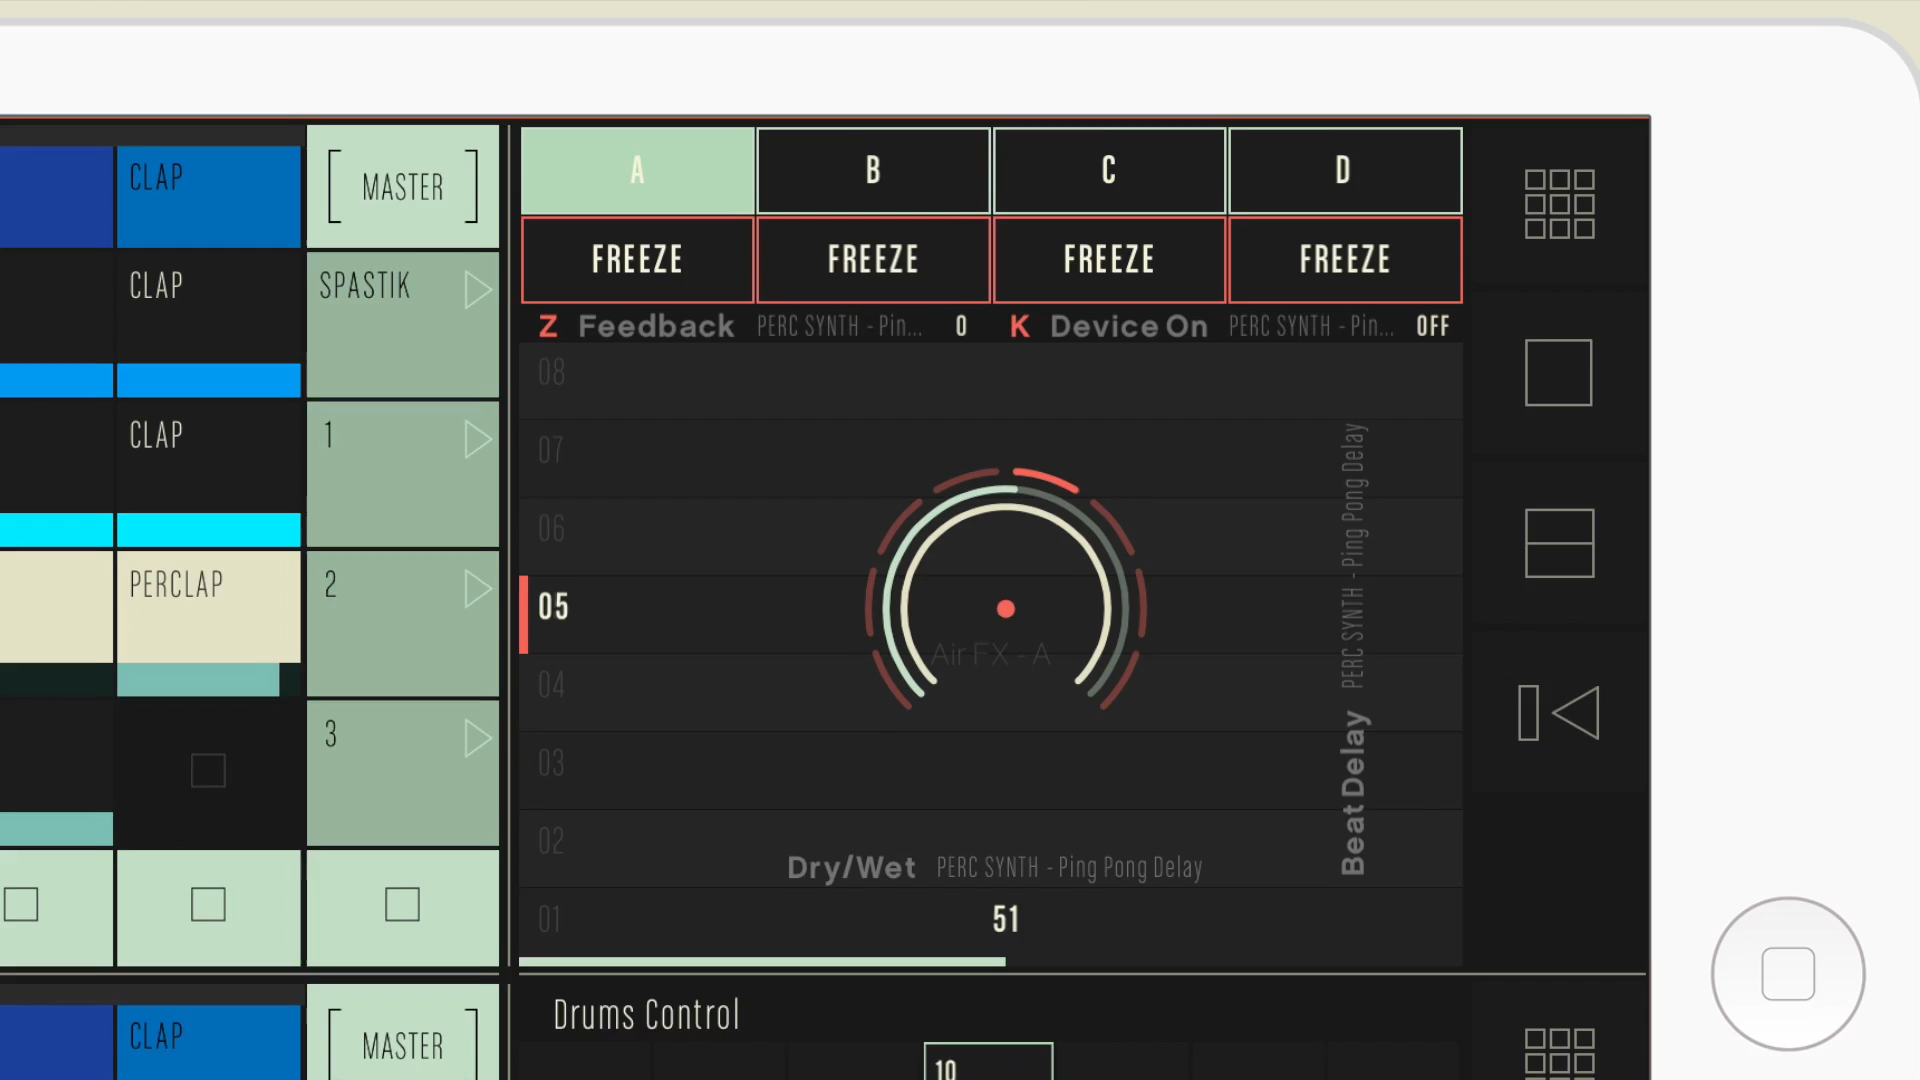 CLAP
MASTER
A B C D
FREEZE FREEZE FREEZE FREEZE
CLAP
SPASTIK
Z Feedback PERC SYNTH - Pin... 0 K Device On PERC SYNTH - Pin... OFF
08
CLAP
1
07
06
PERCLAP
2
05
Air FX - A
04
3
03
Beat Delay PERC SYNTH - Ping Pong Delay
02
Dry/Wet PERC SYNTH - Ping Pong Delay
01
51
Drums Control
CLAP
MASTER
10